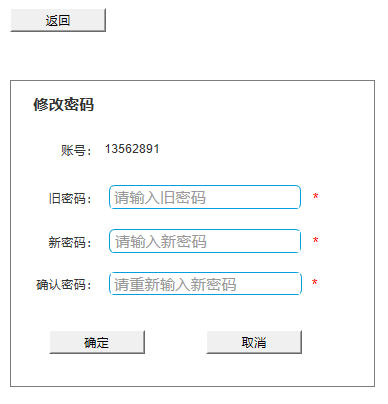 返回
修改密码
账号： 13562891
旧密码： 请输入旧密码 *
新密码： 请输入新密码 *
确认密码： 请重新输入新密码 *
确定 取消